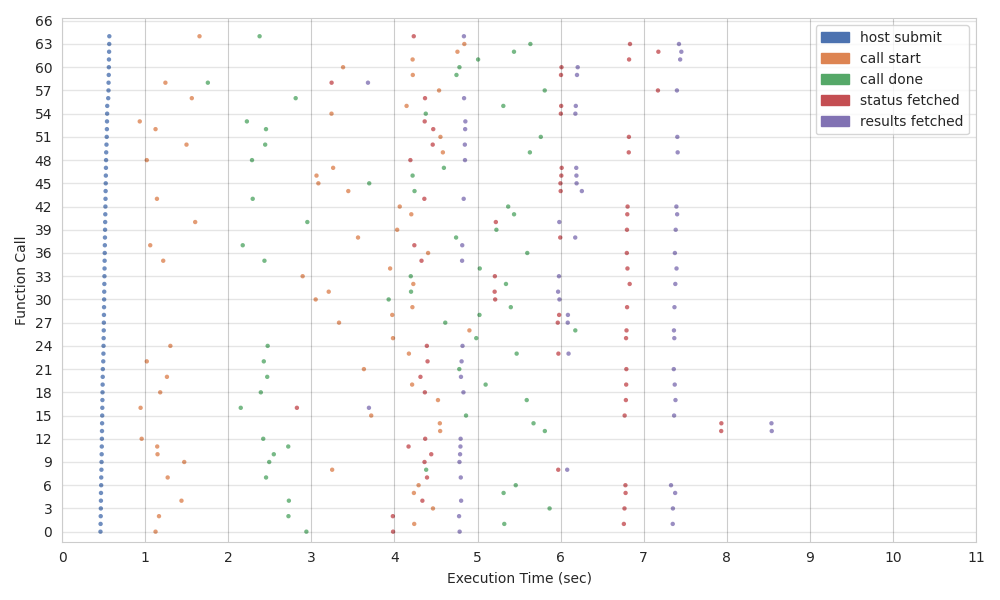 66
63
60
57
54
51
48
45
42
39
36
33
30
27
24
21
18
15
12
9
6
3
0
Function Call
host submit
call start
call done
status fetched
results fetched
0 1 2 3 4 5 6 7 8 9 10 11
Execution Time (sec)